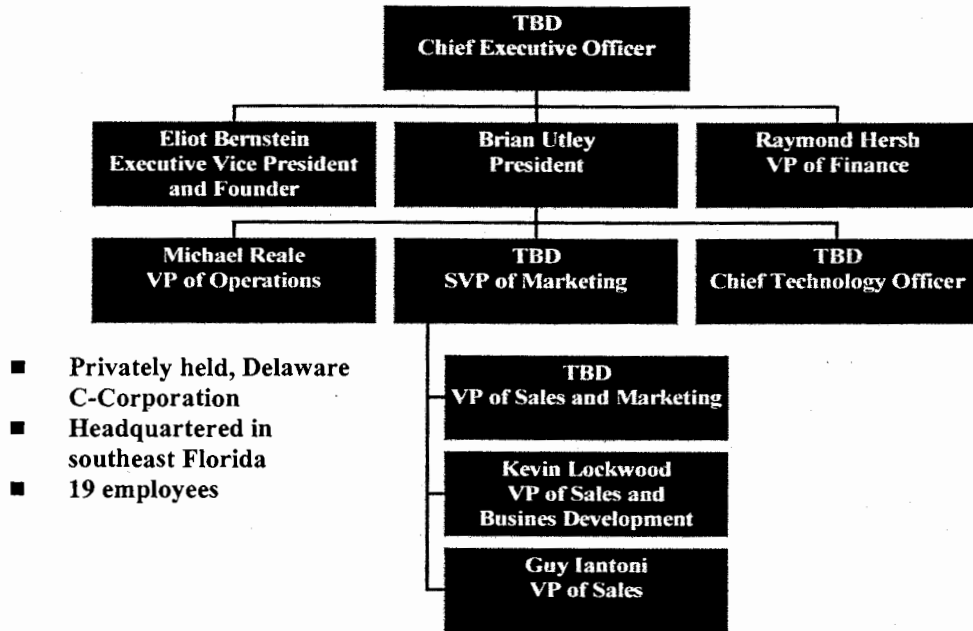 TBD
Chief Executive Officer
Eliot Bernstein
Executive Vice President
and Founder
Brian Utley
President
Raymond Hersh
VP of Finance
Michael Reale
VP of Operations
TBD
SVP of Marketing
TBD
Chief Technology Officer
■ Privately held, Delaware
C-Corporation
■ Headquartered in
southeast Florida
■ 19 employees
TBD
VP of Sales and Marketing
Kevin Lockwood
VP of Sales and
Busines Development
Guy Iantoni
VP of Sales